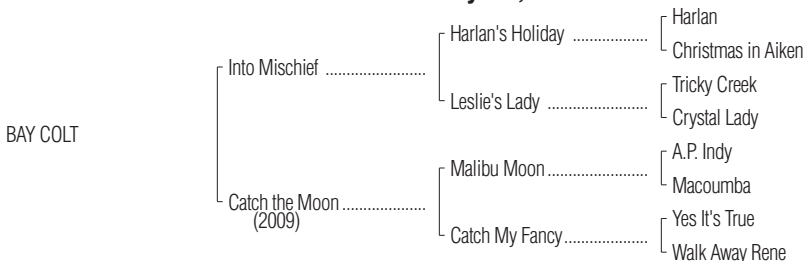 Harlan
Harlan's Holiday ..................
Christmas in Aiken
Into Mischief ........................
Tricky Creek
Leslie's Lady ........................
Crystal Lady
BAY COLT
A.P. Indy
Malibu Moon ........................
Macoumba
Catch the Moon ....................
(2009)
Yes It's True
Catch My Fancy ....................
Walk Away Rene